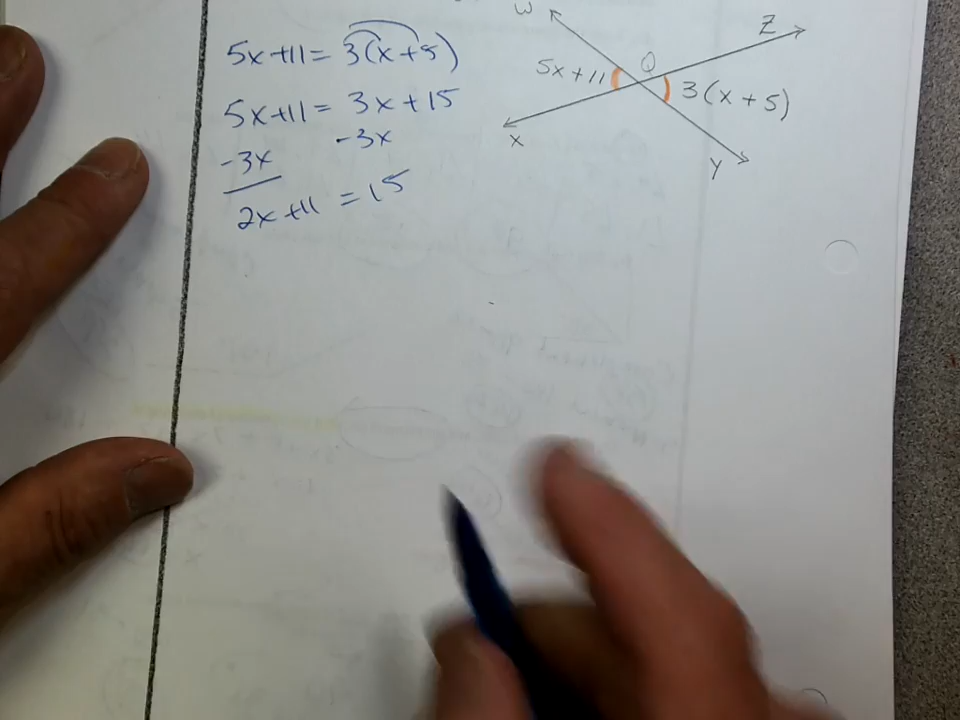 5x+11 = 3(x+5)
5x+11 = 3x+15
-3x -3x
2x+11 = 15
W
Z
Q
5x+11
3(x+5)
x
y